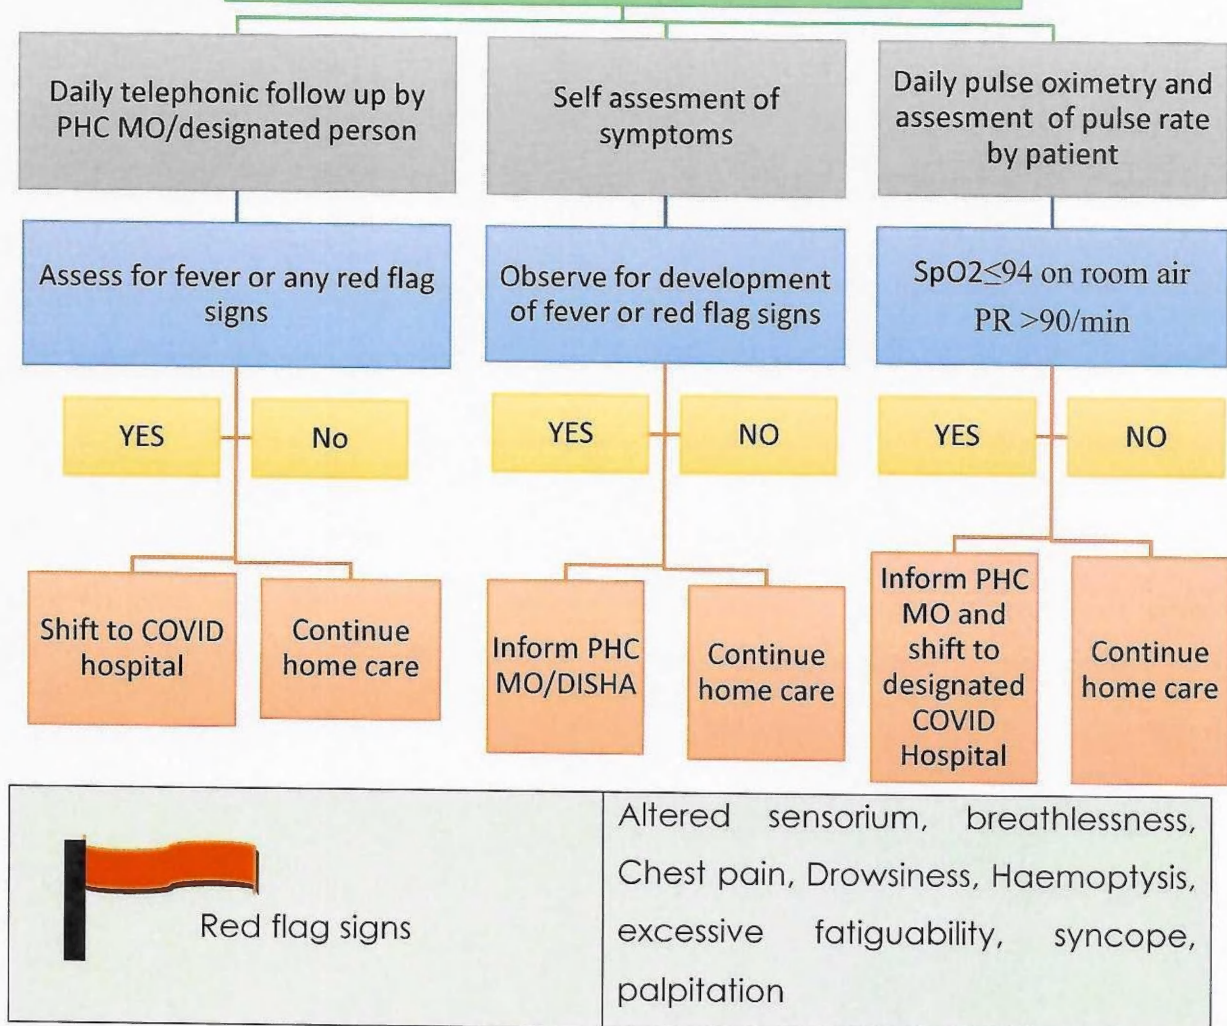 Daily telephonic follow up by
PHC MO/designated person
Self assesment of
symptoms
Daily pulse oximetry and
assesment of pulse rate
by patient
Assess for fever or any red flag
signs
Observe for development
of fever or red flag signs
SpO2≤94 on room air
PR >90/min
YES
No
YES
NO
YES
NO
Shift to COVID
hospital
Continue
home care
Inform PHC
MO/DISHA
Continue
home care
Inform PHC
MO and
shift to
designated
COVID
Hospital
Continue
home care
Red flag signs
Altered sensorium, breathlessness,
Chest pain, Drowsiness, Haemoptysis,
excessive fatiguability, syncope,
palpitation